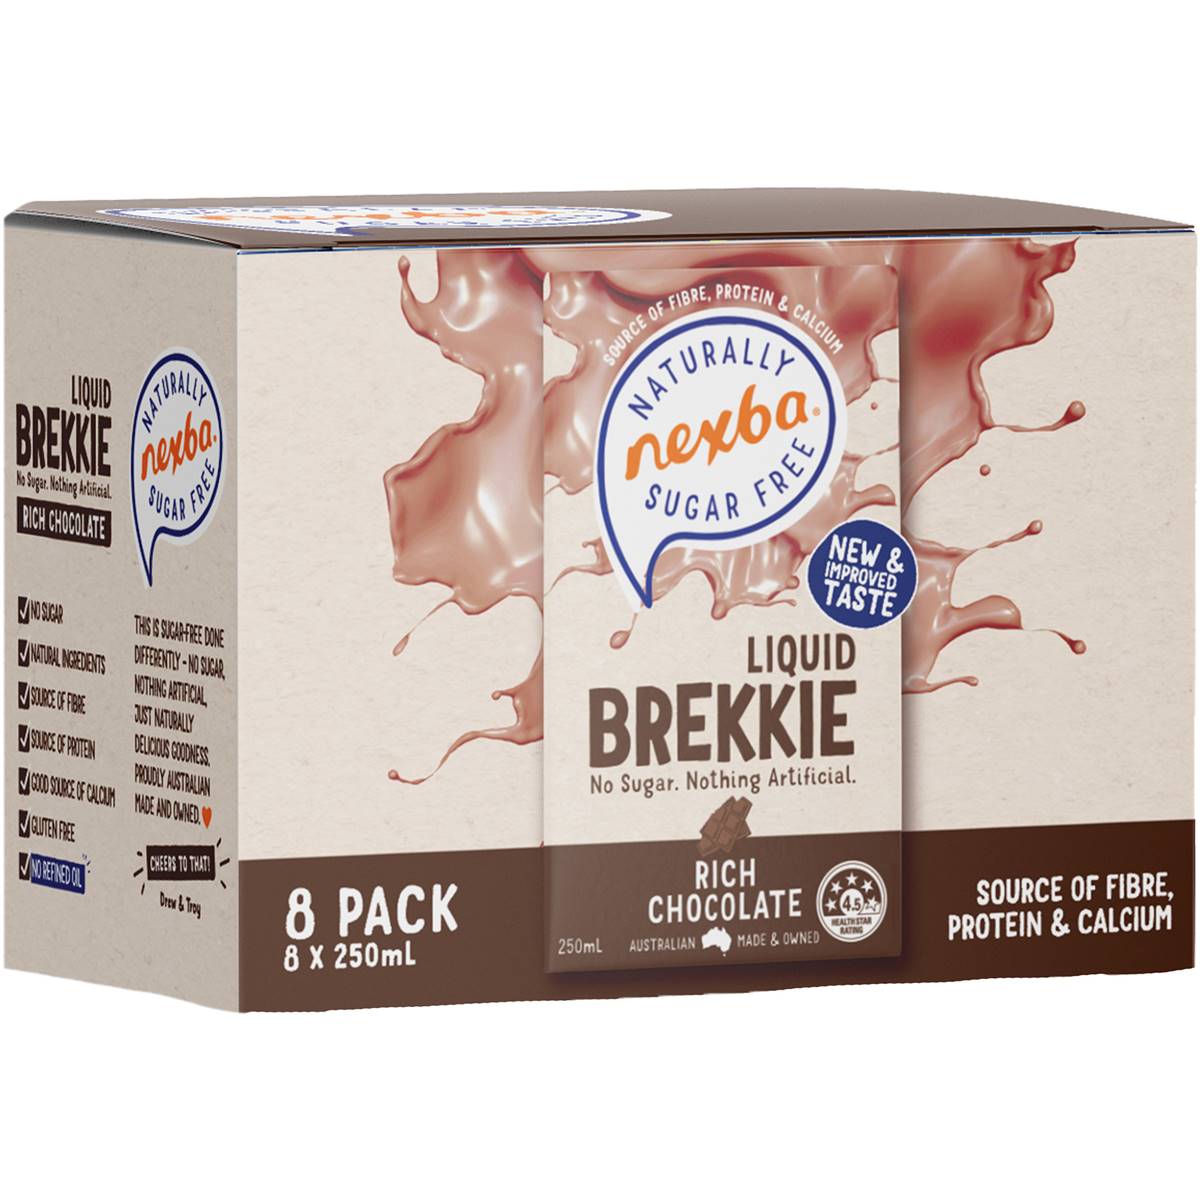 LIQUID
BREKKIE
No Sugar. Nothing Artificial.
RICH CHOCOLATE
NATURALLY
nexba.
SUGAR FREE
NO SUGAR
NATURAL INGREDIENTS
SOURCE OF FIBRE
SOURCE OF PROTEIN
GOOD SOURCE OF CALCIUM
GLUTEN FREE
NO REFINED OIL
THIS IS SUGAR-FREE DONE
DIFFERENTLY - NO SUGAR,
NOTHING ARTIFICIAL,
JUST NATURALLY
DELICIOUS GOODNESS.
PROUDLY AUSTRALIAN
MADE AND OWNED.
CHEERS TO THAT!
Drew & Troy
SOURCE OF FIBRE, PROTEIN & CALCIUM
NATURALLY
nexba®
SUGAR FREE
NEW &
IMPROVED
TASTE
LIQUID
BREKKIE
No Sugar. Nothing Artificial.
RICH
CHOCOLATE
250mL
AUSTRALIAN MADE & OWNED
4.5
HEALTH STAR
RATING
8 PACK
8 X 250mL
SOURCE OF FIBRE,
PROTEIN & CALCIUM